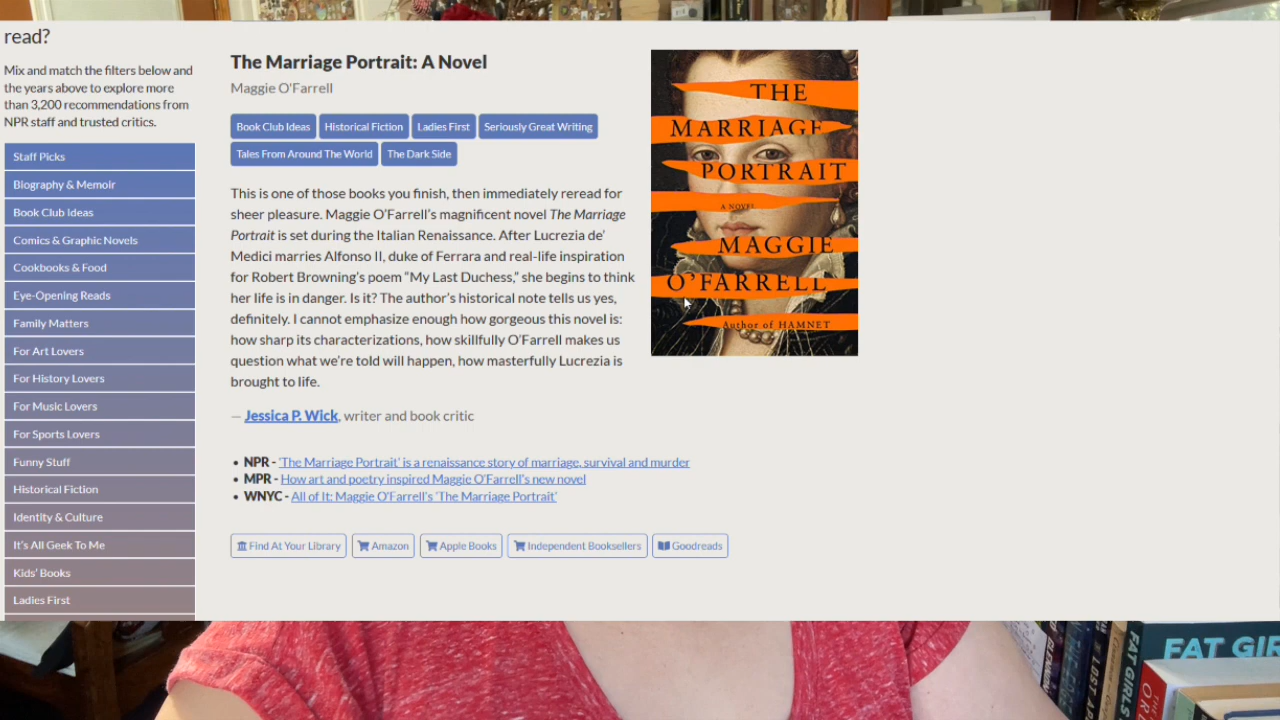 read?
Mix and match the filters below and
the years above to explore more
than 3,200 recommendations from
NPR staff and trusted critics.
Staff Picks
Biography & Memoir
Book Club Ideas
Comics & Graphic Novels
Cookbooks & Food
Eye-Opening Reads
Family Matters
For Art Lovers
For History Lovers
For Music Lovers
For Sports Lovers
Funny Stuff
Historical Fiction
Identity & Culture
It's All Geek To Me
Kids' Books
Ladies First
The Marriage Portrait: A Novel
Maggie O'Farrell
Book Club Ideas Historical Fiction Ladies First Seriously Great Writing
Tales From Around The World The Dark Side
This is one of those books you finish, then immediately reread for
sheer pleasure. Maggie O'Farrell's magnificent novel The Marriage
Portrait is set during the Italian Renaissance. After Lucrezia de'
Medici marries Alfonso II, duke of Ferrara and real-life inspiration
for Robert Browning's poem “My Last Duchess,” she begins to think
her life is in danger. Is it? The author's historical note tells us yes,
definitely. I cannot emphasize enough how gorgeous this novel is:
how sharp its characterizations, how skillfully O'Farrell makes us
question what we're told will happen, how masterfully Lucrezia is
brought to life.
— Jessica P. Wick, writer and book critic
• NPR - 'The Marriage Portrait' is a renaissance story of marriage, survival and murder
• MPR - How art and poetry inspired Maggie O'Farrell's new novel
• WNYC - All of It: Maggie O'Farrell's 'The Marriage Portrait'
Find At Your Library Amazon Apple Books Independent Booksellers Goodreads
THE
MARRIAGE
PORTRAIT
A NOVEL
MAGGIE
O'FARRELL
Author of HAMNET
FAT GIRLS
FAT GIR